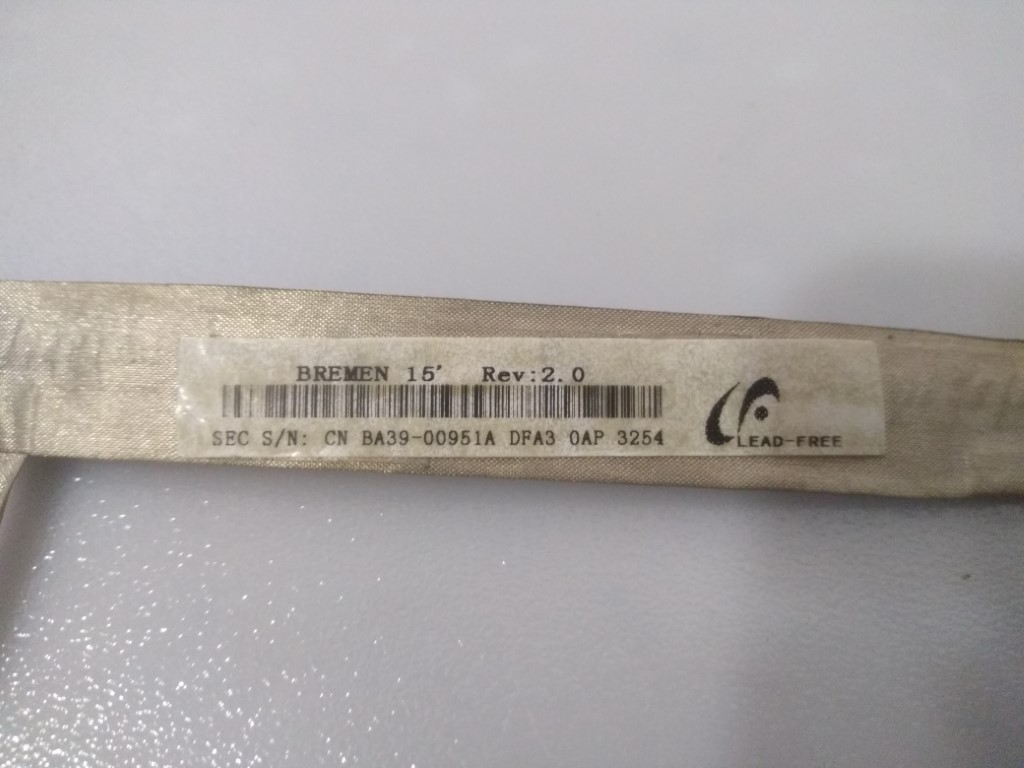 BREMEN 15' Rev:2.0
SEC S/N: CN BA39-00951A DFA3 0AP 3254
LEAD-FREE